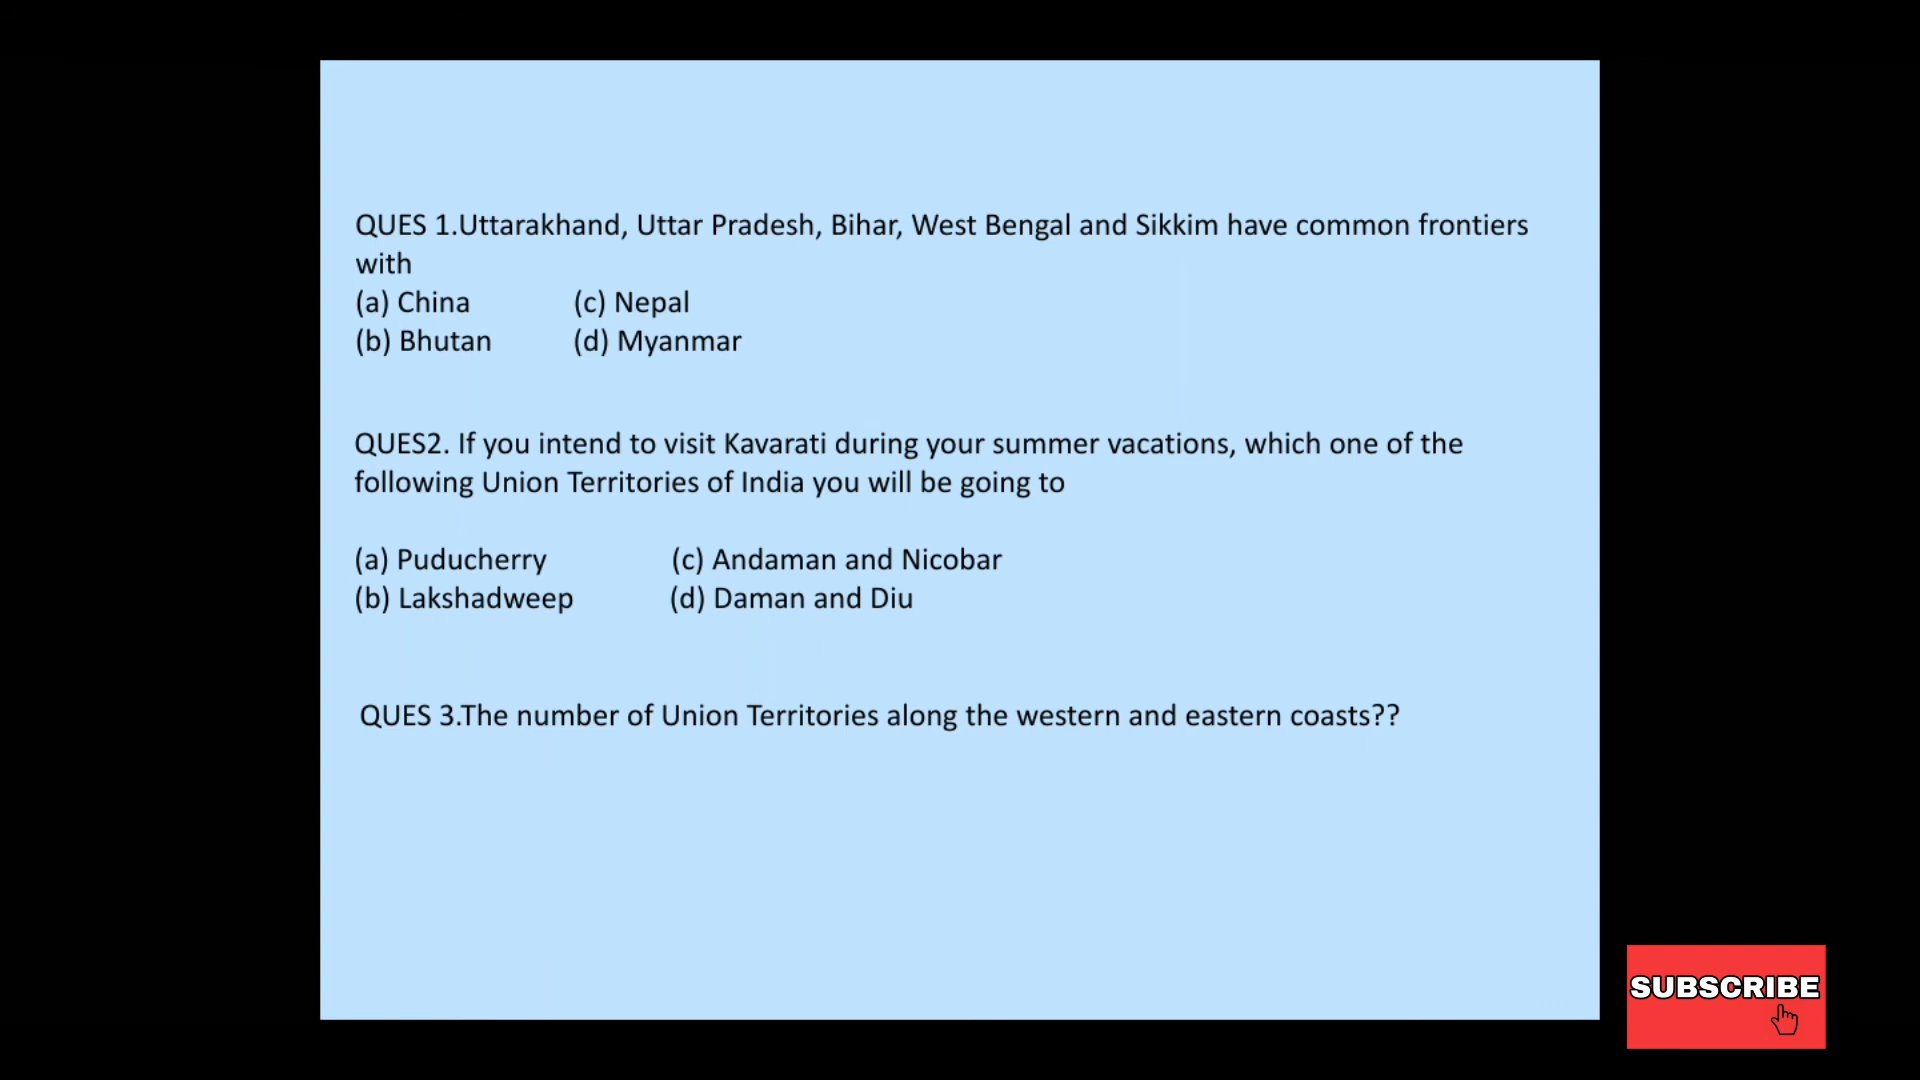 QUES 1.Uttarakhand, Uttar Pradesh, Bihar, West Bengal and Sikkim have common frontiers
with
(a) China (c) Nepal
(b) Bhutan (d) Myanmar
QUES2. If you intend to visit Kavarati during your summer vacations, which one of the
following Union Territories of India you will be going to
(a) Puducherry (c) Andaman and Nicobar
(b) Lakshadweep (d) Daman and Diu
QUES 3.The number of Union Territories along the western and eastern coasts??
SUBSCRIBE